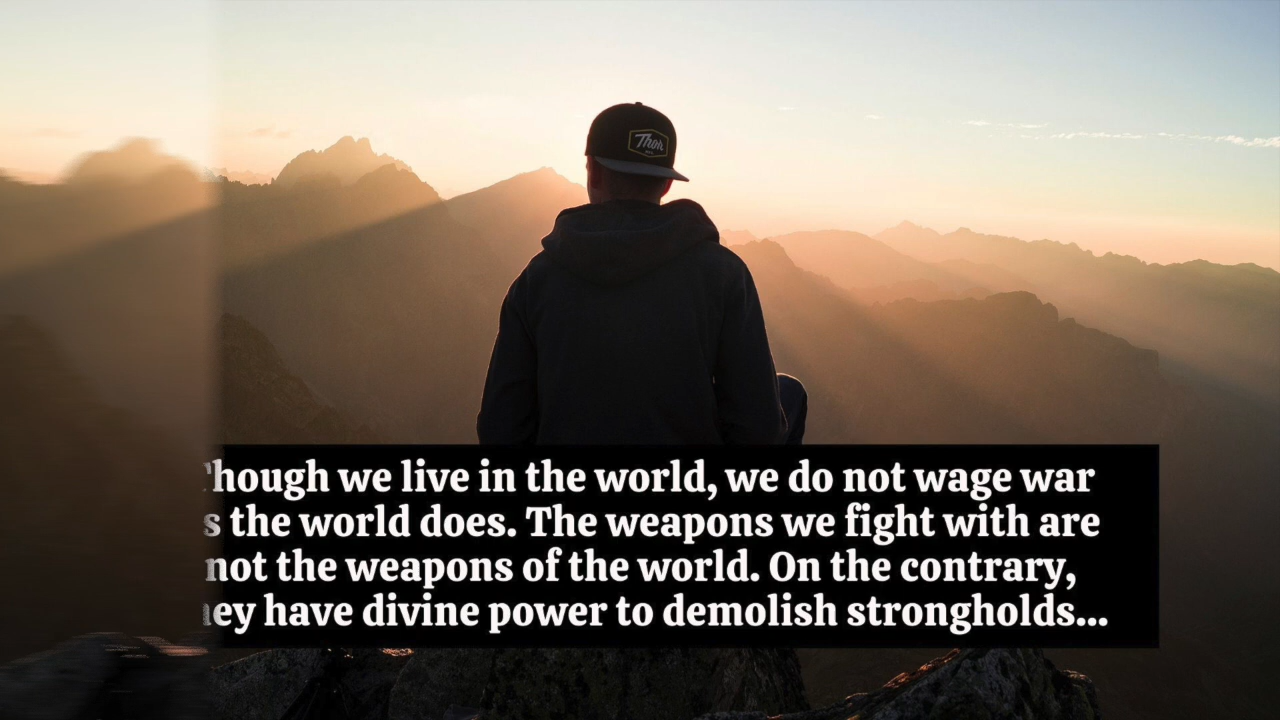 Thor
Though we live in the world, we do not wage war
s the world does. The weapons we fight with are
not the weapons of the world. On the contrary,
ey have divine power to demolish strongholds...